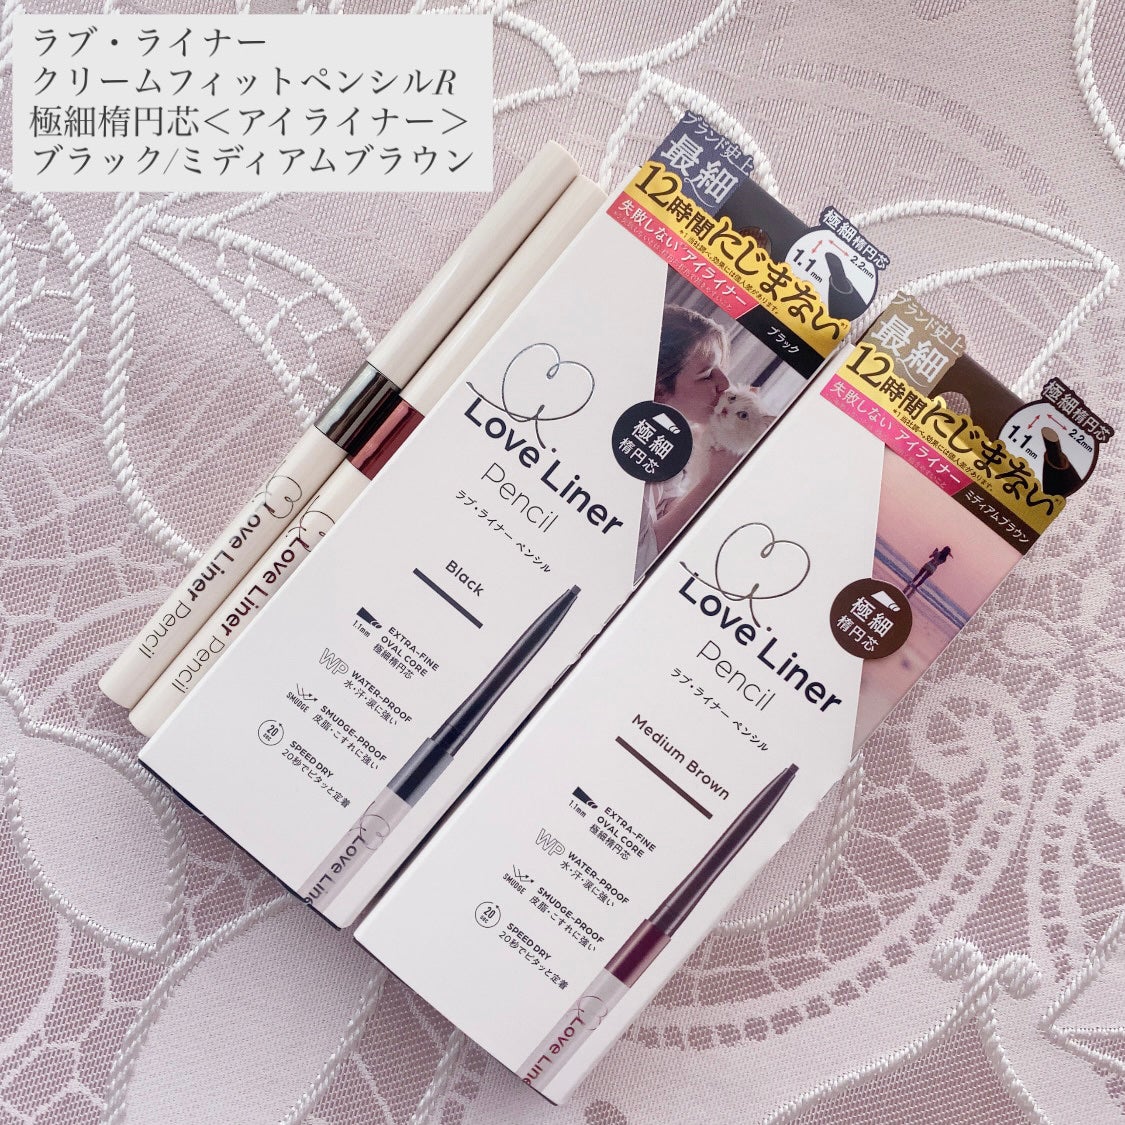 ラブ・ライナー
クリームフィットペンシルR
極細楕円芯＜アイライナー＞
ブラック/ミディアムブラウン
Love Liner Pencil
Love Liner Pencil
ブランド史上
最細
12時間にじまない
失敗しない アイライナー
ブラック
極細楕円芯
1.1mm
2.2mm
極細
楕円芯
Love Liner
Pencil
ラブ・ライナー ペンシル
Black
1.1mm
EXTRA-FINE
OVAL CORE
極細楕円芯
WP
WATER-PROOF
水・汗・涙に強い
SMUDGE
SMUDGE-PROOF
皮脂・こすれに強い
20
SEC
SPEED DRY
20秒でピタッと定着
Love Line
ブランド史上
最細
12時間にじまない
失敗しない アイライナー
ミディアムブラウン
極細楕円芯
1.1mm
2.2mm
極細
楕円芯
Love Liner
Pencil
ラブ・ライナー ペンシル
Medium Brown
1.1mm
EXTRA-FINE
OVAL CORE
極細楕円芯
WP
WATER-PROOF
水・汗・涙に強い
SMUDGE
SMUDGE-PROOF
皮脂・こすれに強い
20
SEC
SPEED DRY
20秒でピタッと定着
Love Line